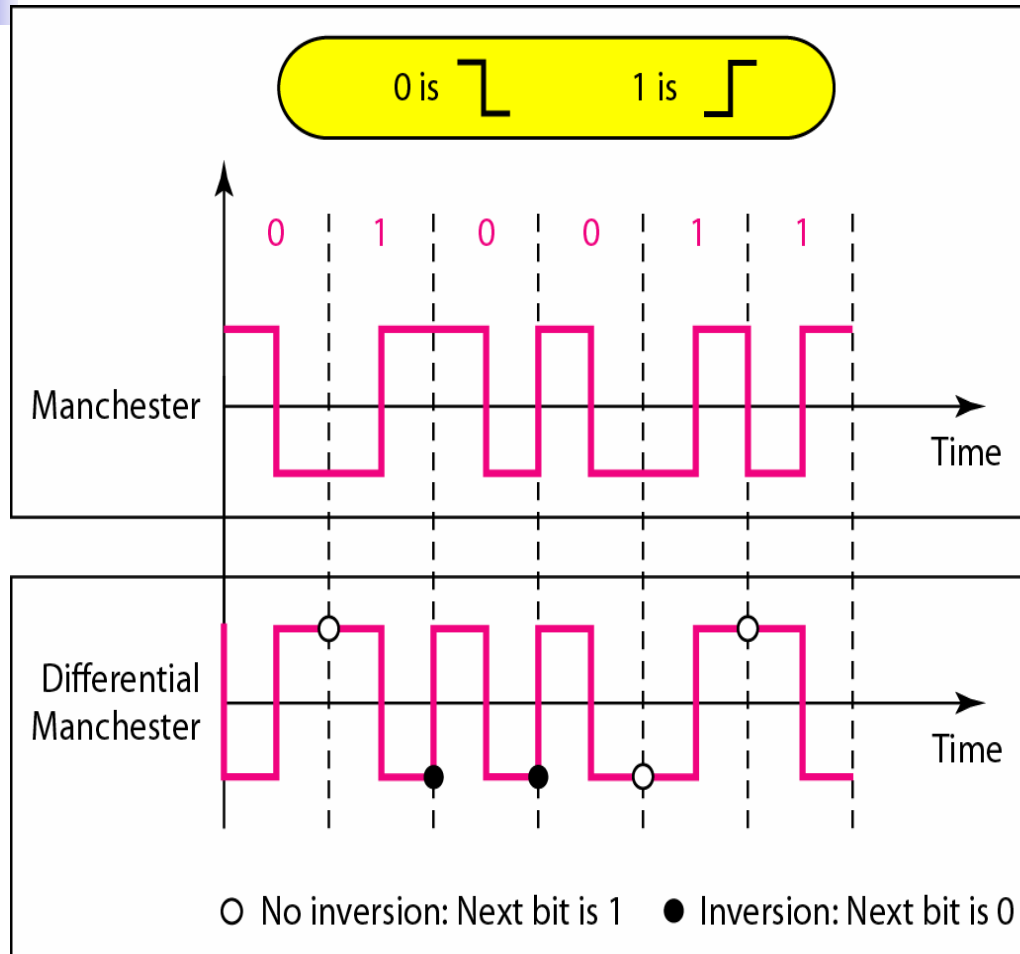 0 is 1 is
0 1 0 0 1 1
Manchester
Time
Differential
Manchester
Time
No inversion: Next bit is 1 Inversion: Next bit is 0